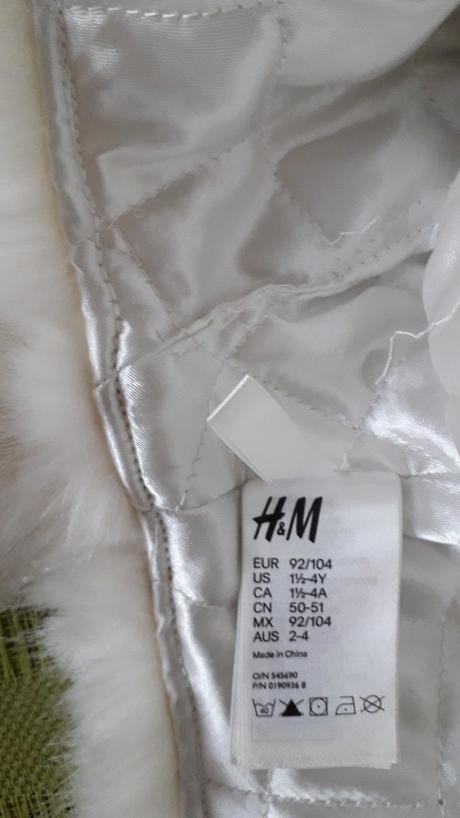 H&M
EUR 92/104
US 1½-4Y
CA 1½-4A
CN 50-51
MX 92/104
AUS 2-4
Made in China
O/N 545690
P/N 0190936 8
40